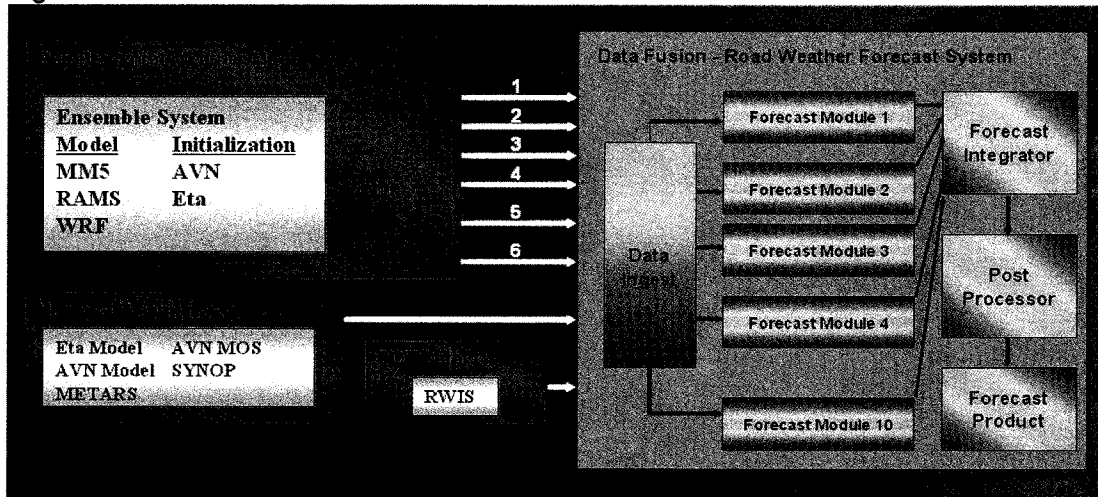 Data Fusion - Road Weather Forecast System
Ensemble System
Model Initialization
MM5 AVN
RAMS Eta
WRF
1
2
3
4
5
6
Eta Model AVN MOS
AVN Model SYNOP
METARS
RWIS
Data
Ingest
Forecast Module 1
Forecast Module 2
Forecast Module 3
Forecast Module 4
Forecast Module 10
Forecast
Integrator
Post
Processor
Forecast
Product